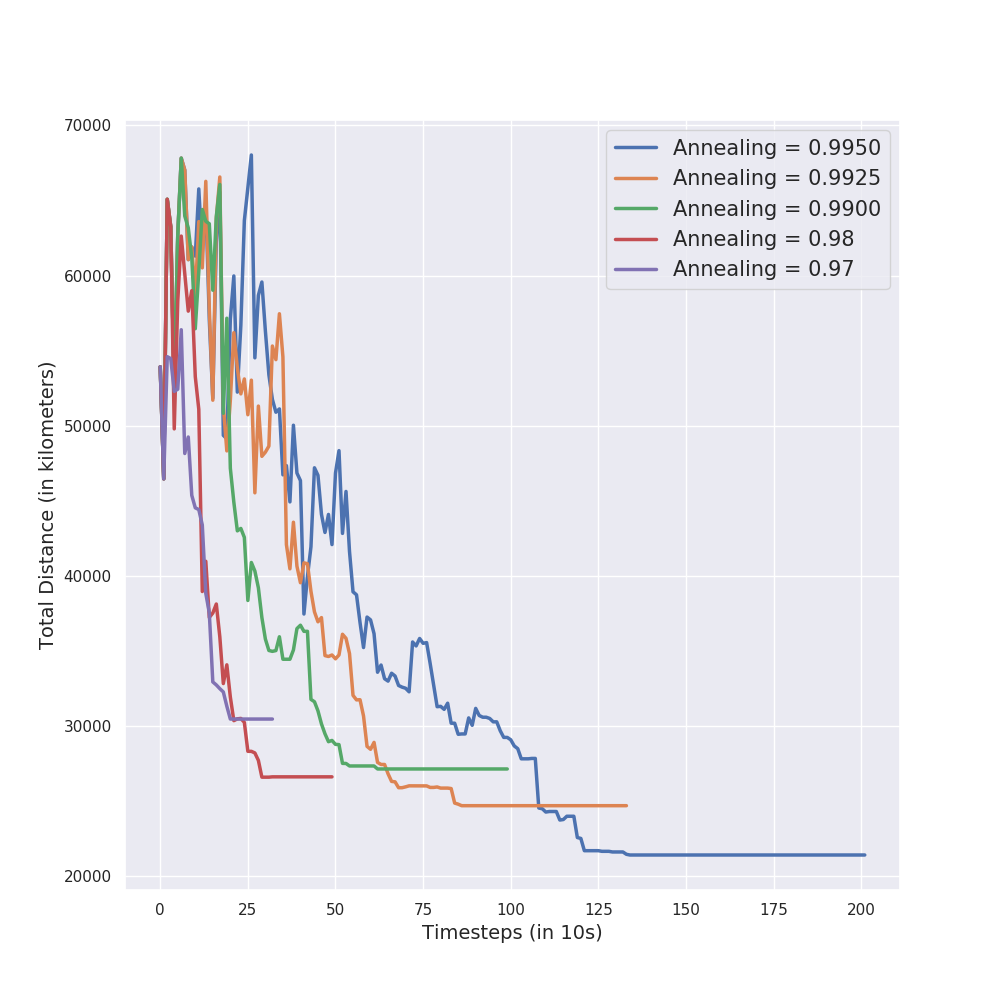 70000
60000
50000
40000
30000
20000
Total Distance (in kilometers)
Annealing = 0.9950
Annealing = 0.9925
Annealing = 0.9900
Annealing = 0.98
Annealing = 0.97
0 25 50 75 100 125 150 175 200
Timesteps (in 10s)